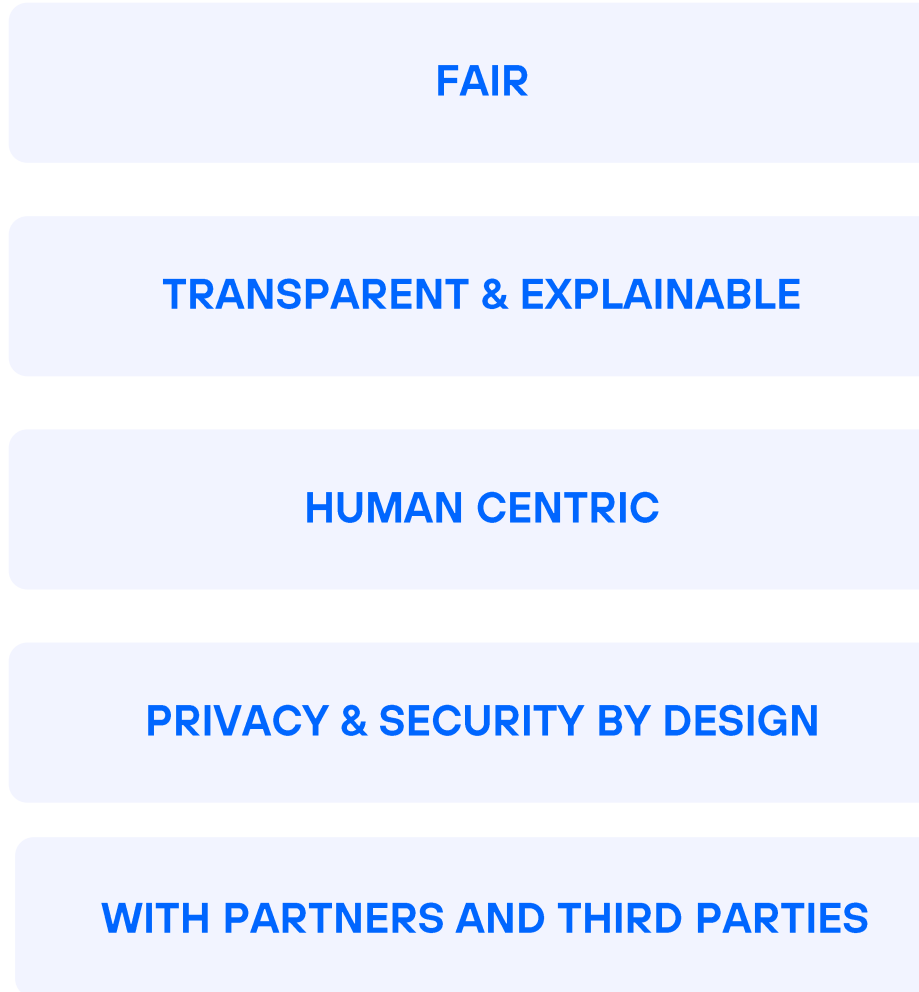 FAIR
TRANSPARENT & EXPLAINABLE
HUMAN CENTRIC
PRIVACY & SECURITY BY DESIGN
WITH PARTNERS AND THIRD PARTIES